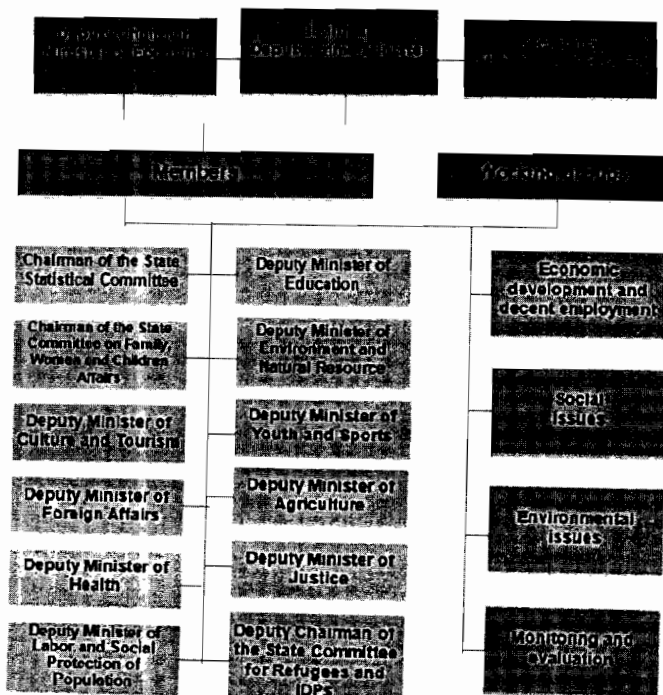 Members
Working groups
Chairman of the State
Statistical Committee
Deputy Minister of
Education
Economic
development and
decent employment
Chairman of the State
Committee on Family,
Women and Children
Affairs
Deputy Minister of
Environment and
Natural Resource
Social
issues
Deputy Minister of
Culture and Tourism
Deputy Minister of
Youth and Sports
Deputy Minister of
Foreign Affairs
Deputy Minister of
Agriculture
Environmental
issues
Deputy Minister of
Health
Deputy Minister of
Justice
Deputy Minister of
Labor and Social
Protection of
Population
Deputy Chairman of
the State Committee
for Refugees and
IDPS
Monitoring and
evaluation